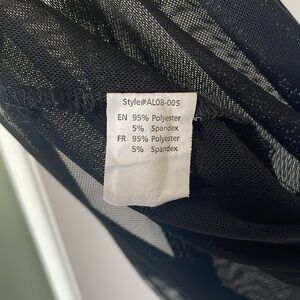 Style#AL08-005
EN 95% Polyester
5% Spandex
FR 95% Polyester
5% Spandex